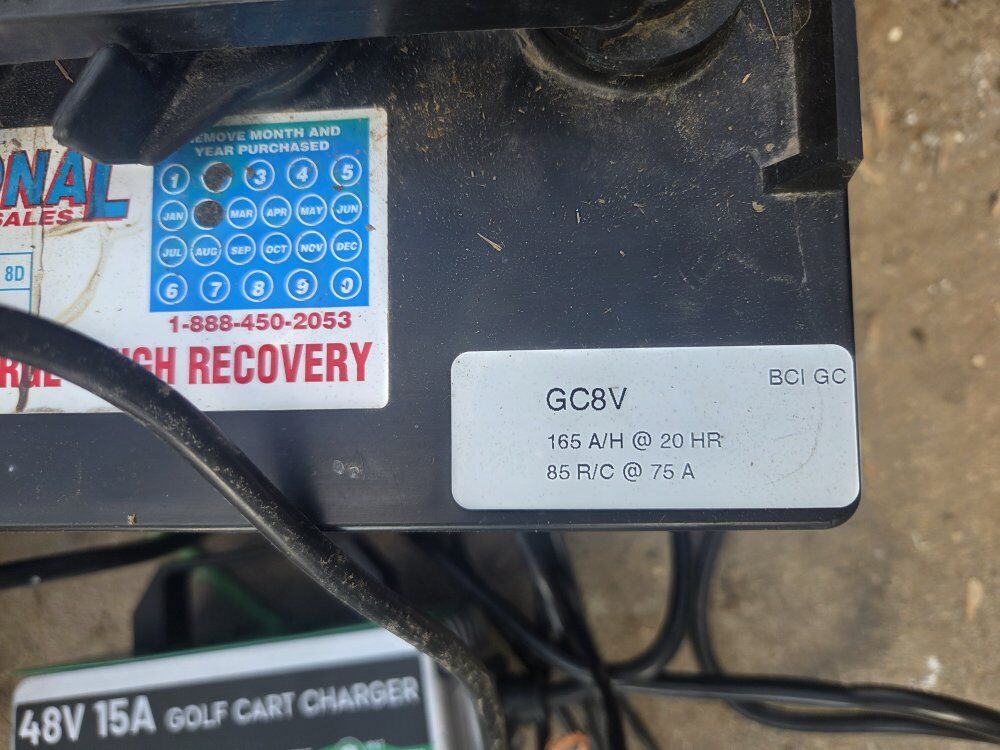 REMOVE MONTH AND
YEAR PURCHASED
1 3 4 5
JAN MAR APR MAY JUN
JUL AUG SEP OCT NOV DEC
6 7 8 9 0
SALES
8D
1-888-450-2053
RECOVERY
BCI GC
GC8V
165 A/H @ 20 HR
85 R/C @ 75 A
48V 15A GOLF CART CHARGER